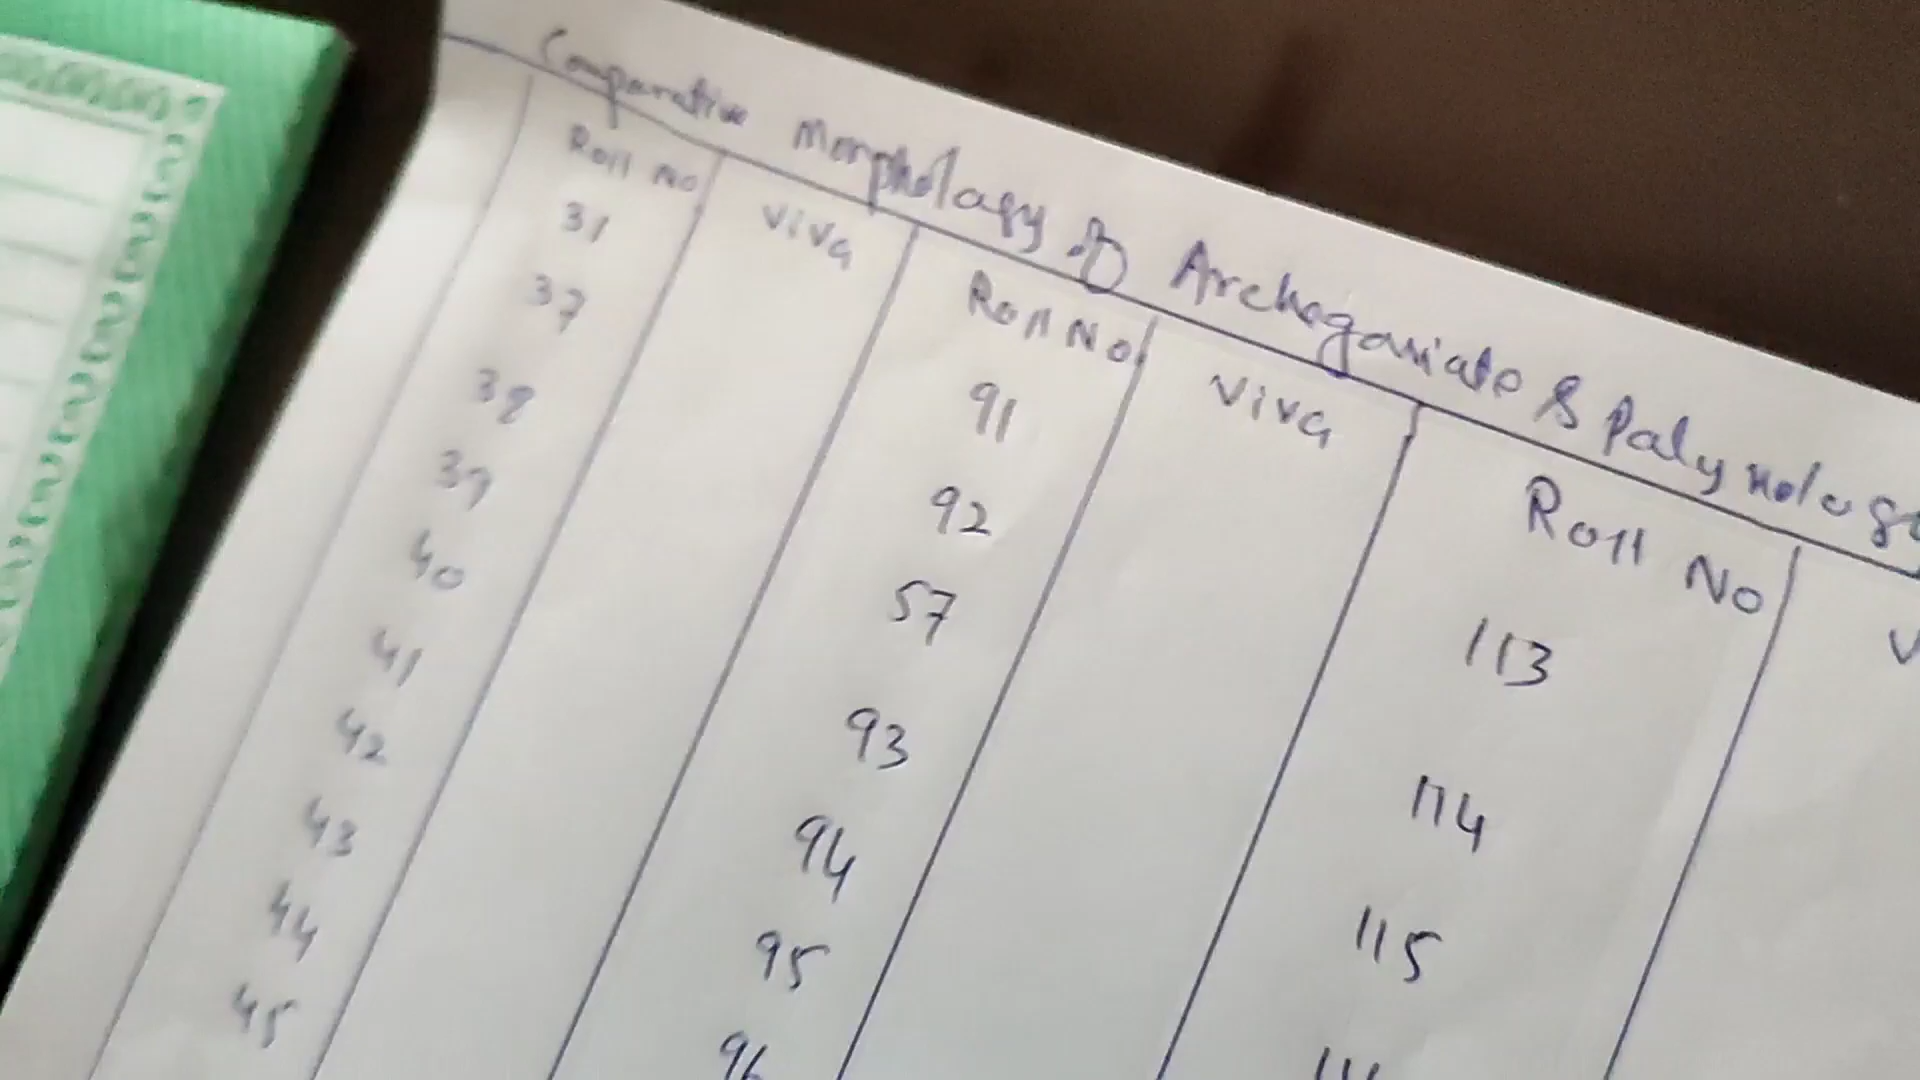 Comparative Morphology of Archegoniate & Palynology
Roll No Viva Roll No Viva Roll No
31 91 113
37 92 114
38 57 115
39 93
40 94
41 95
42 96
43
44
45